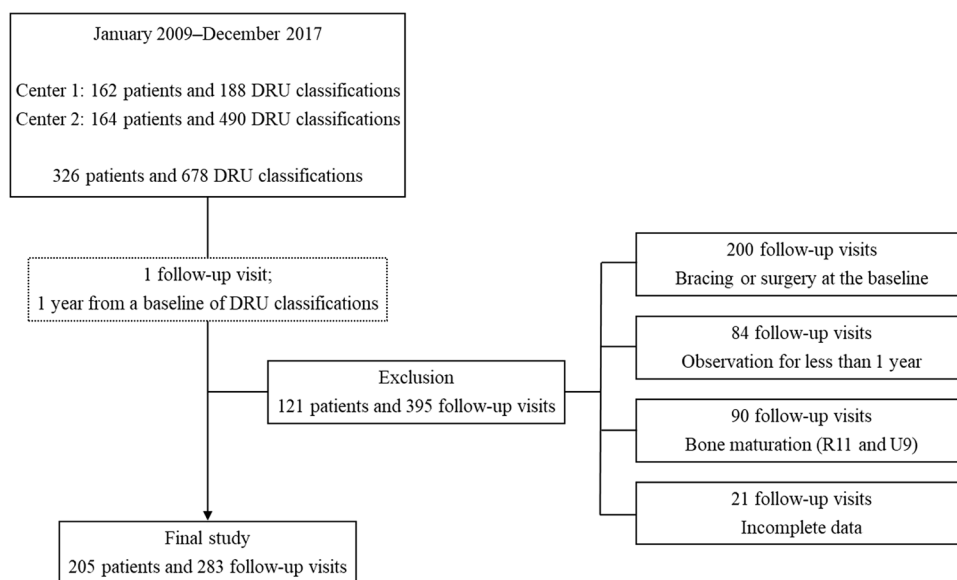 January 2009–December 2017
Center 1: 162 patients and 188 DRU classifications
Center 2: 164 patients and 490 DRU classifications
326 patients and 678 DRU classifications
1 follow-up visit;
1 year from a baseline of DRU classifications
Exclusion
121 patients and 395 follow-up visits
200 follow-up visits
Bracing or surgery at the baseline
84 follow-up visits
Observation for less than 1 year
90 follow-up visits
Bone maturation (R11 and U9)
21 follow-up visits
Incomplete data
Final study
205 patients and 283 follow-up visits